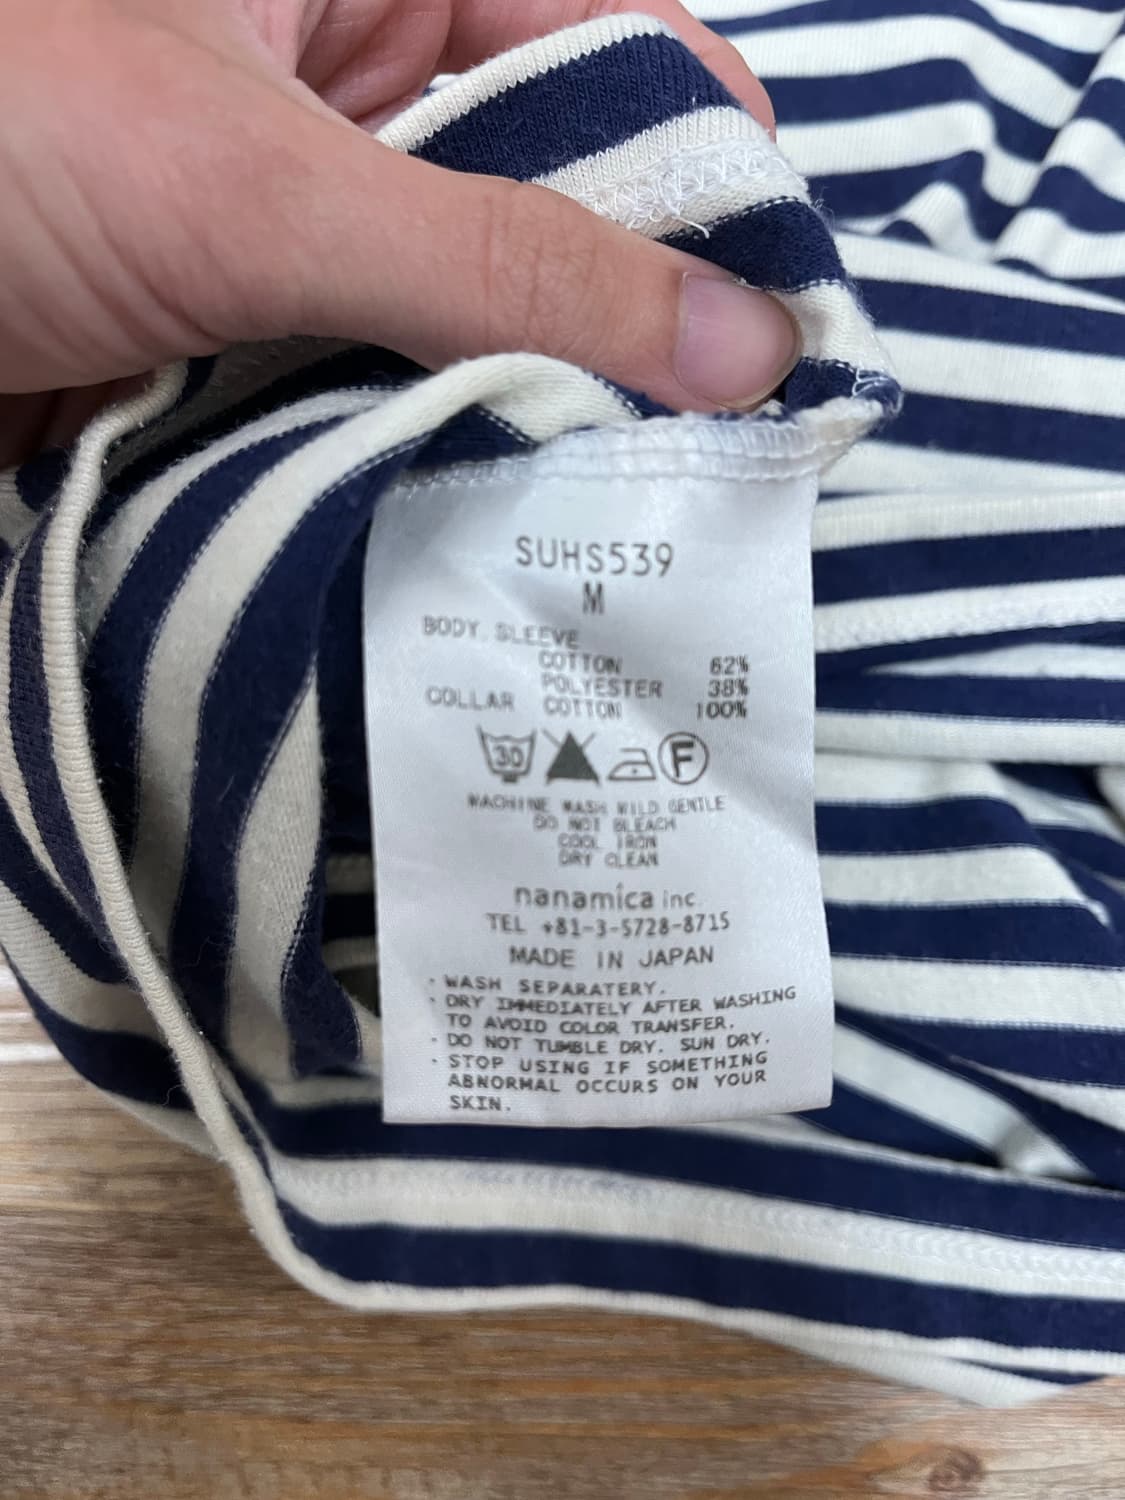 SUHS539
M
BODY. SLEEVE
COTTON 62%
POLYESTER 38%
COLLAR COTTON 100%
30 F
MACHINE WASH MILD GENTLE
DO NOT BLEACH
COOL IRON
DRY CLEAN
nanamica inc.
TEL +81-3-5728-8715
MADE IN JAPAN
· WASH SEPARATERY.
· DRY IMMEDIATELY AFTER WASHING
TO AVOID COLOR TRANSFER.
· DO NOT TUMBLE DRY. SUN DRY.
· STOP USING IF SOMETHING
ABNORMAL OCCURS ON YOUR
SKIN.